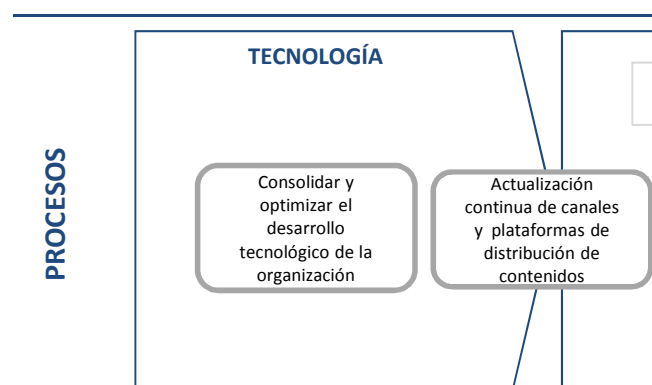 TECNOLOGÍA
PROCESOS
Consolidar y
optimizar el
desarrollo
tecnológico de la
organización
Actualización
continua de canales
y plataformas de
distribución de
contenidos